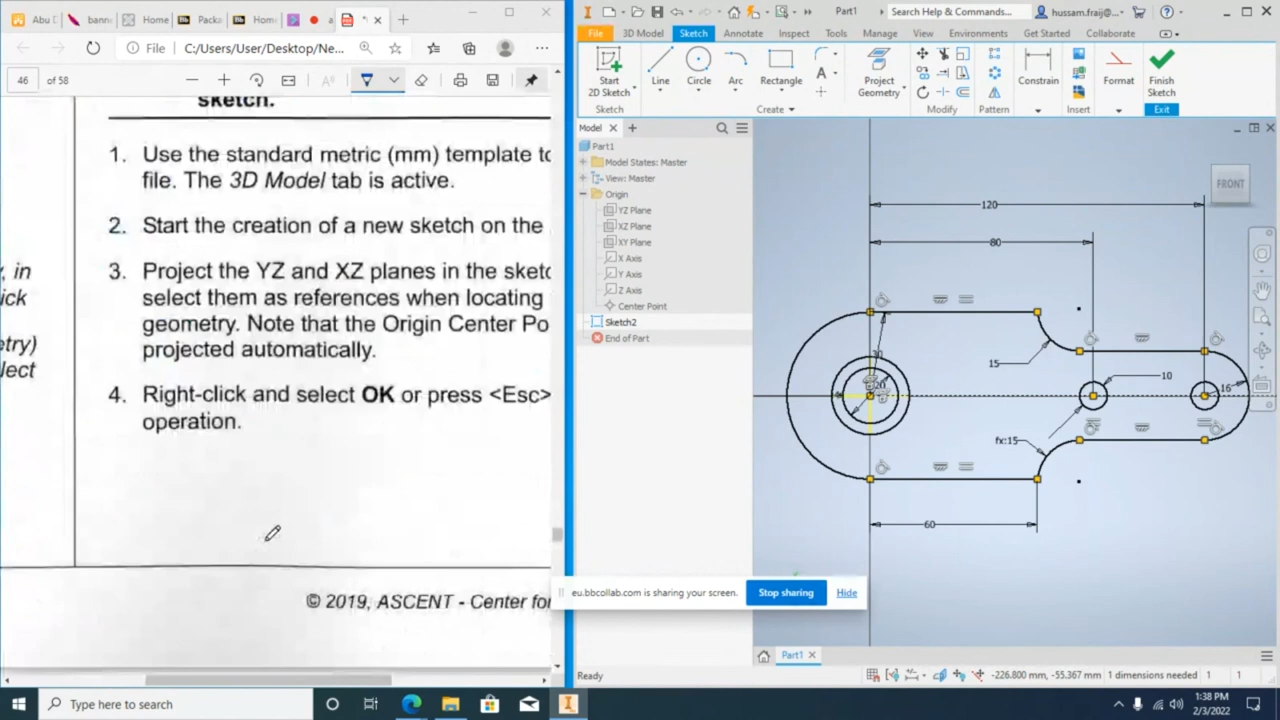 Abu D
bann
Home
Packa
Home
a
File
C:/Users/User/Desktop/Ne...
46 of 58
sketch.
1. Use the standard metric (mm) template to
file. The 3D Model tab is active.
2. Start the creation of a new sketch on the
3. Project the YZ and XZ planes in the sketc
select them as references when locating
geometry. Note that the Origin Center Po
projected automatically.
4. Right-click and select OK or press <Esc>
operation.
, in
ick
etry)
lect
© 2019, ASCENT - Center for
Part1
Search Help & Commands...
hussam.fraij@...
File 3D Model Sketch Annotate Inspect Tools Manage View Environments Get Started Collaborate
Start
2D Sketch
Line
Circle
Arc
Rectangle
A
Project
Geometry
Constrain
Format
Finish
Sketch
Sketch
Create
Modify
Pattern
Insert
Exit
Model
Part1
Model States: Master
View: Master
Origin
YZ Plane
XZ Plane
XY Plane
X Axis
Y Axis
Z Axis
Center Point
Sketch2
End of Part
FRONT
120
80
30
15
20
10
16
fx:15
60
eu.bbcollab.com is sharing your screen.
Stop sharing
Hide
Part1
Ready
-226.800 mm, -55.367 mm 1 dimensions needed 1 1
Type here to search
1:38 PM
2/3/2022